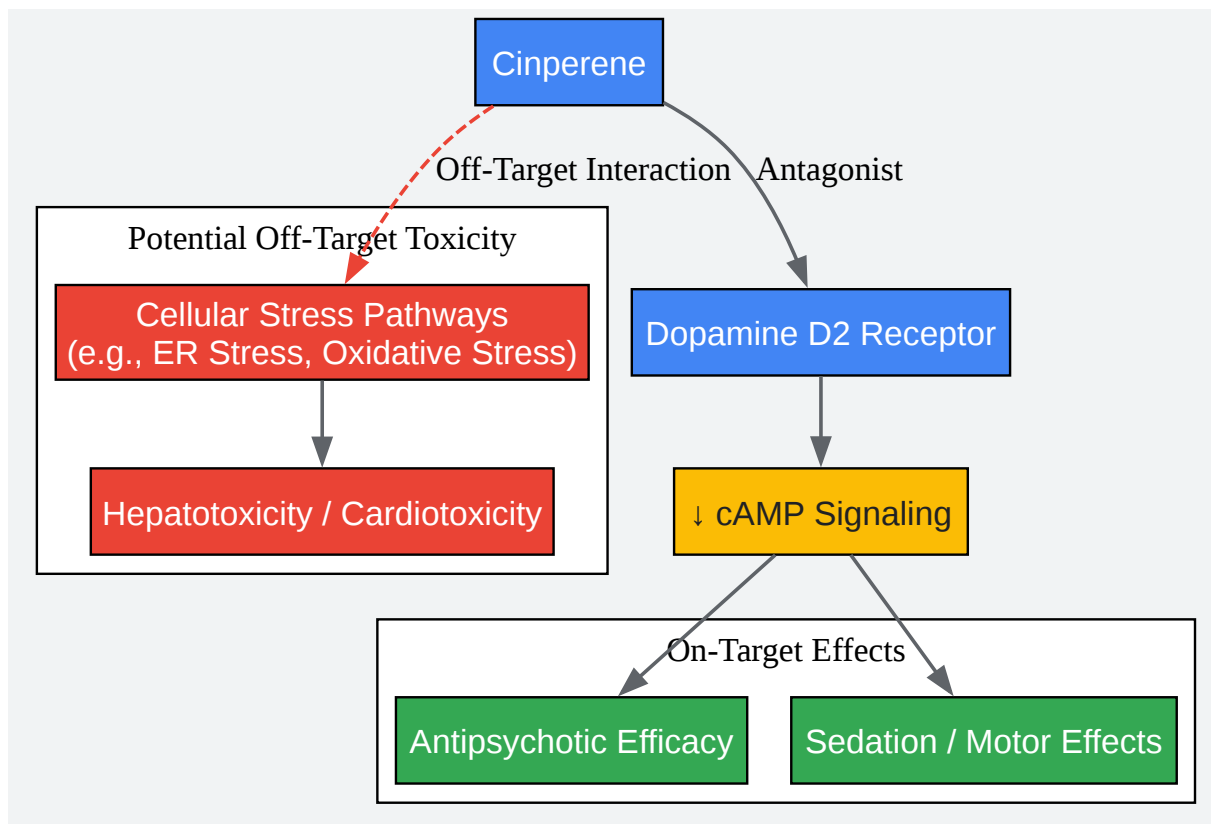 Cinperene
Off-Target Interaction
Antagonist
Potential Off-Target Toxicity
Cellular Stress Pathways
(e.g., ER Stress, Oxidative Stress)
Dopamine D2 Receptor
Hepatotoxicity / Cardiotoxicity
↓ cAMP Signaling
On-Target Effects
Antipsychotic Efficacy
Sedation / Motor Effects